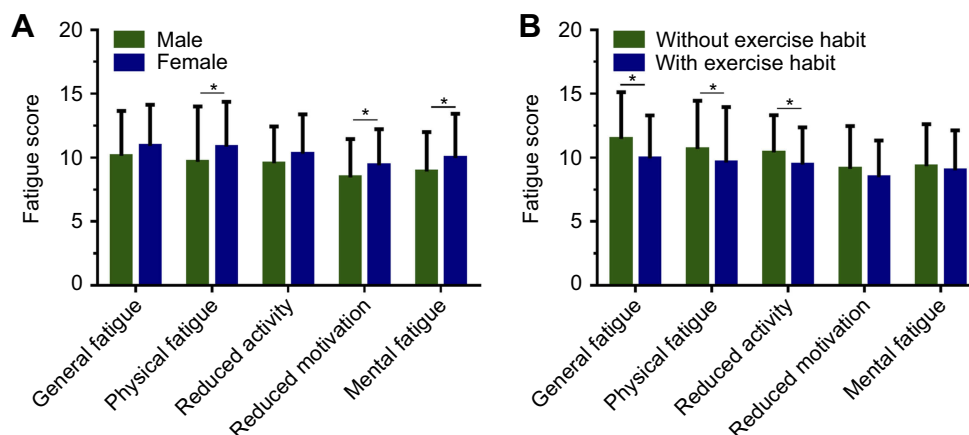 A
Fatigue score
20
15
10
5
0
Male
Female
*
*
*
General fatigue
Physical fatigue
Reduced activity
Reduced motivation
Mental fatigue
B
Fatigue score
20
15
10
5
0
Without exercise habit
With exercise habit
*
*
*
General fatigue
Physical fatigue
Reduced activity
Reduced motivation
Mental fatigue